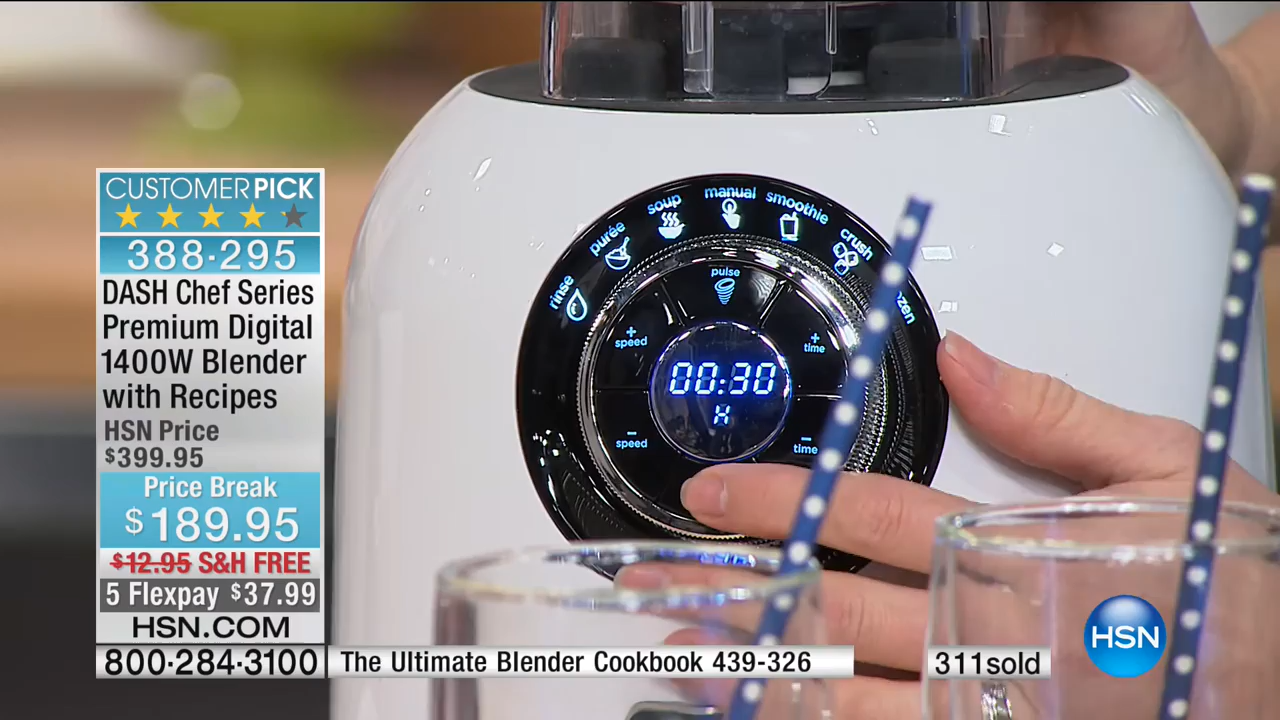 CUSTOMERPICK
388·295
DASH Chef Series
Premium Digital
1400W Blender
with Recipes
HSN Price
$399.95
Price Break
$189.95
$12.95 S&H FREE
5 Flexpay $37.99
HSN.COM
800·284·3100
The Ultimate Blender Cookbook 439-326
311sold
HSN
rinse
purée
soup
manual
smoothie
crush
pulse
+
speed
+
time
00:30
H
−
speed
−
time